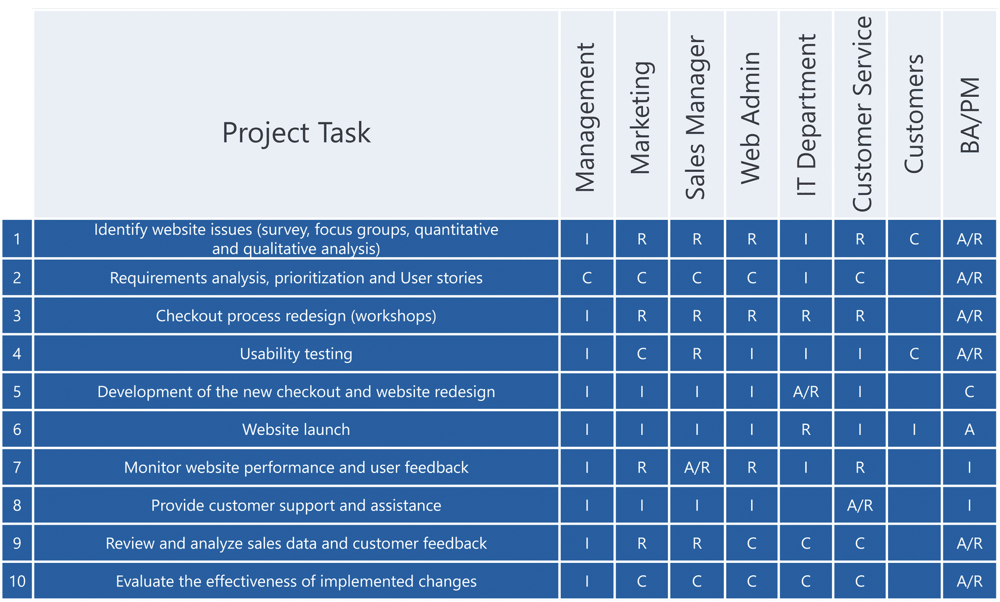 Project Task Management Marketing Sales Manager Web Admin IT Department Customer Service Customers BA/PM
1 Identify website issues (survey, focus groups, quantitative
and qualitative analysis) I R R R I R C A/R
2 Requirements analysis, prioritization and User stories C C C C I C A/R
3 Checkout process redesign (workshops) I R R R R R A/R
4 Usability testing I C R I I I C A/R
5 Development of the new checkout and website redesign I I I I A/R I C
6 Website launch I I I I R I I A
7 Monitor website performance and user feedback I R A/R R I R I
8 Provide customer support and assistance I I I I A/R I
9 Review and analyze sales data and customer feedback I R R C C C A/R
10 Evaluate the effectiveness of implemented changes I C C C C C A/R